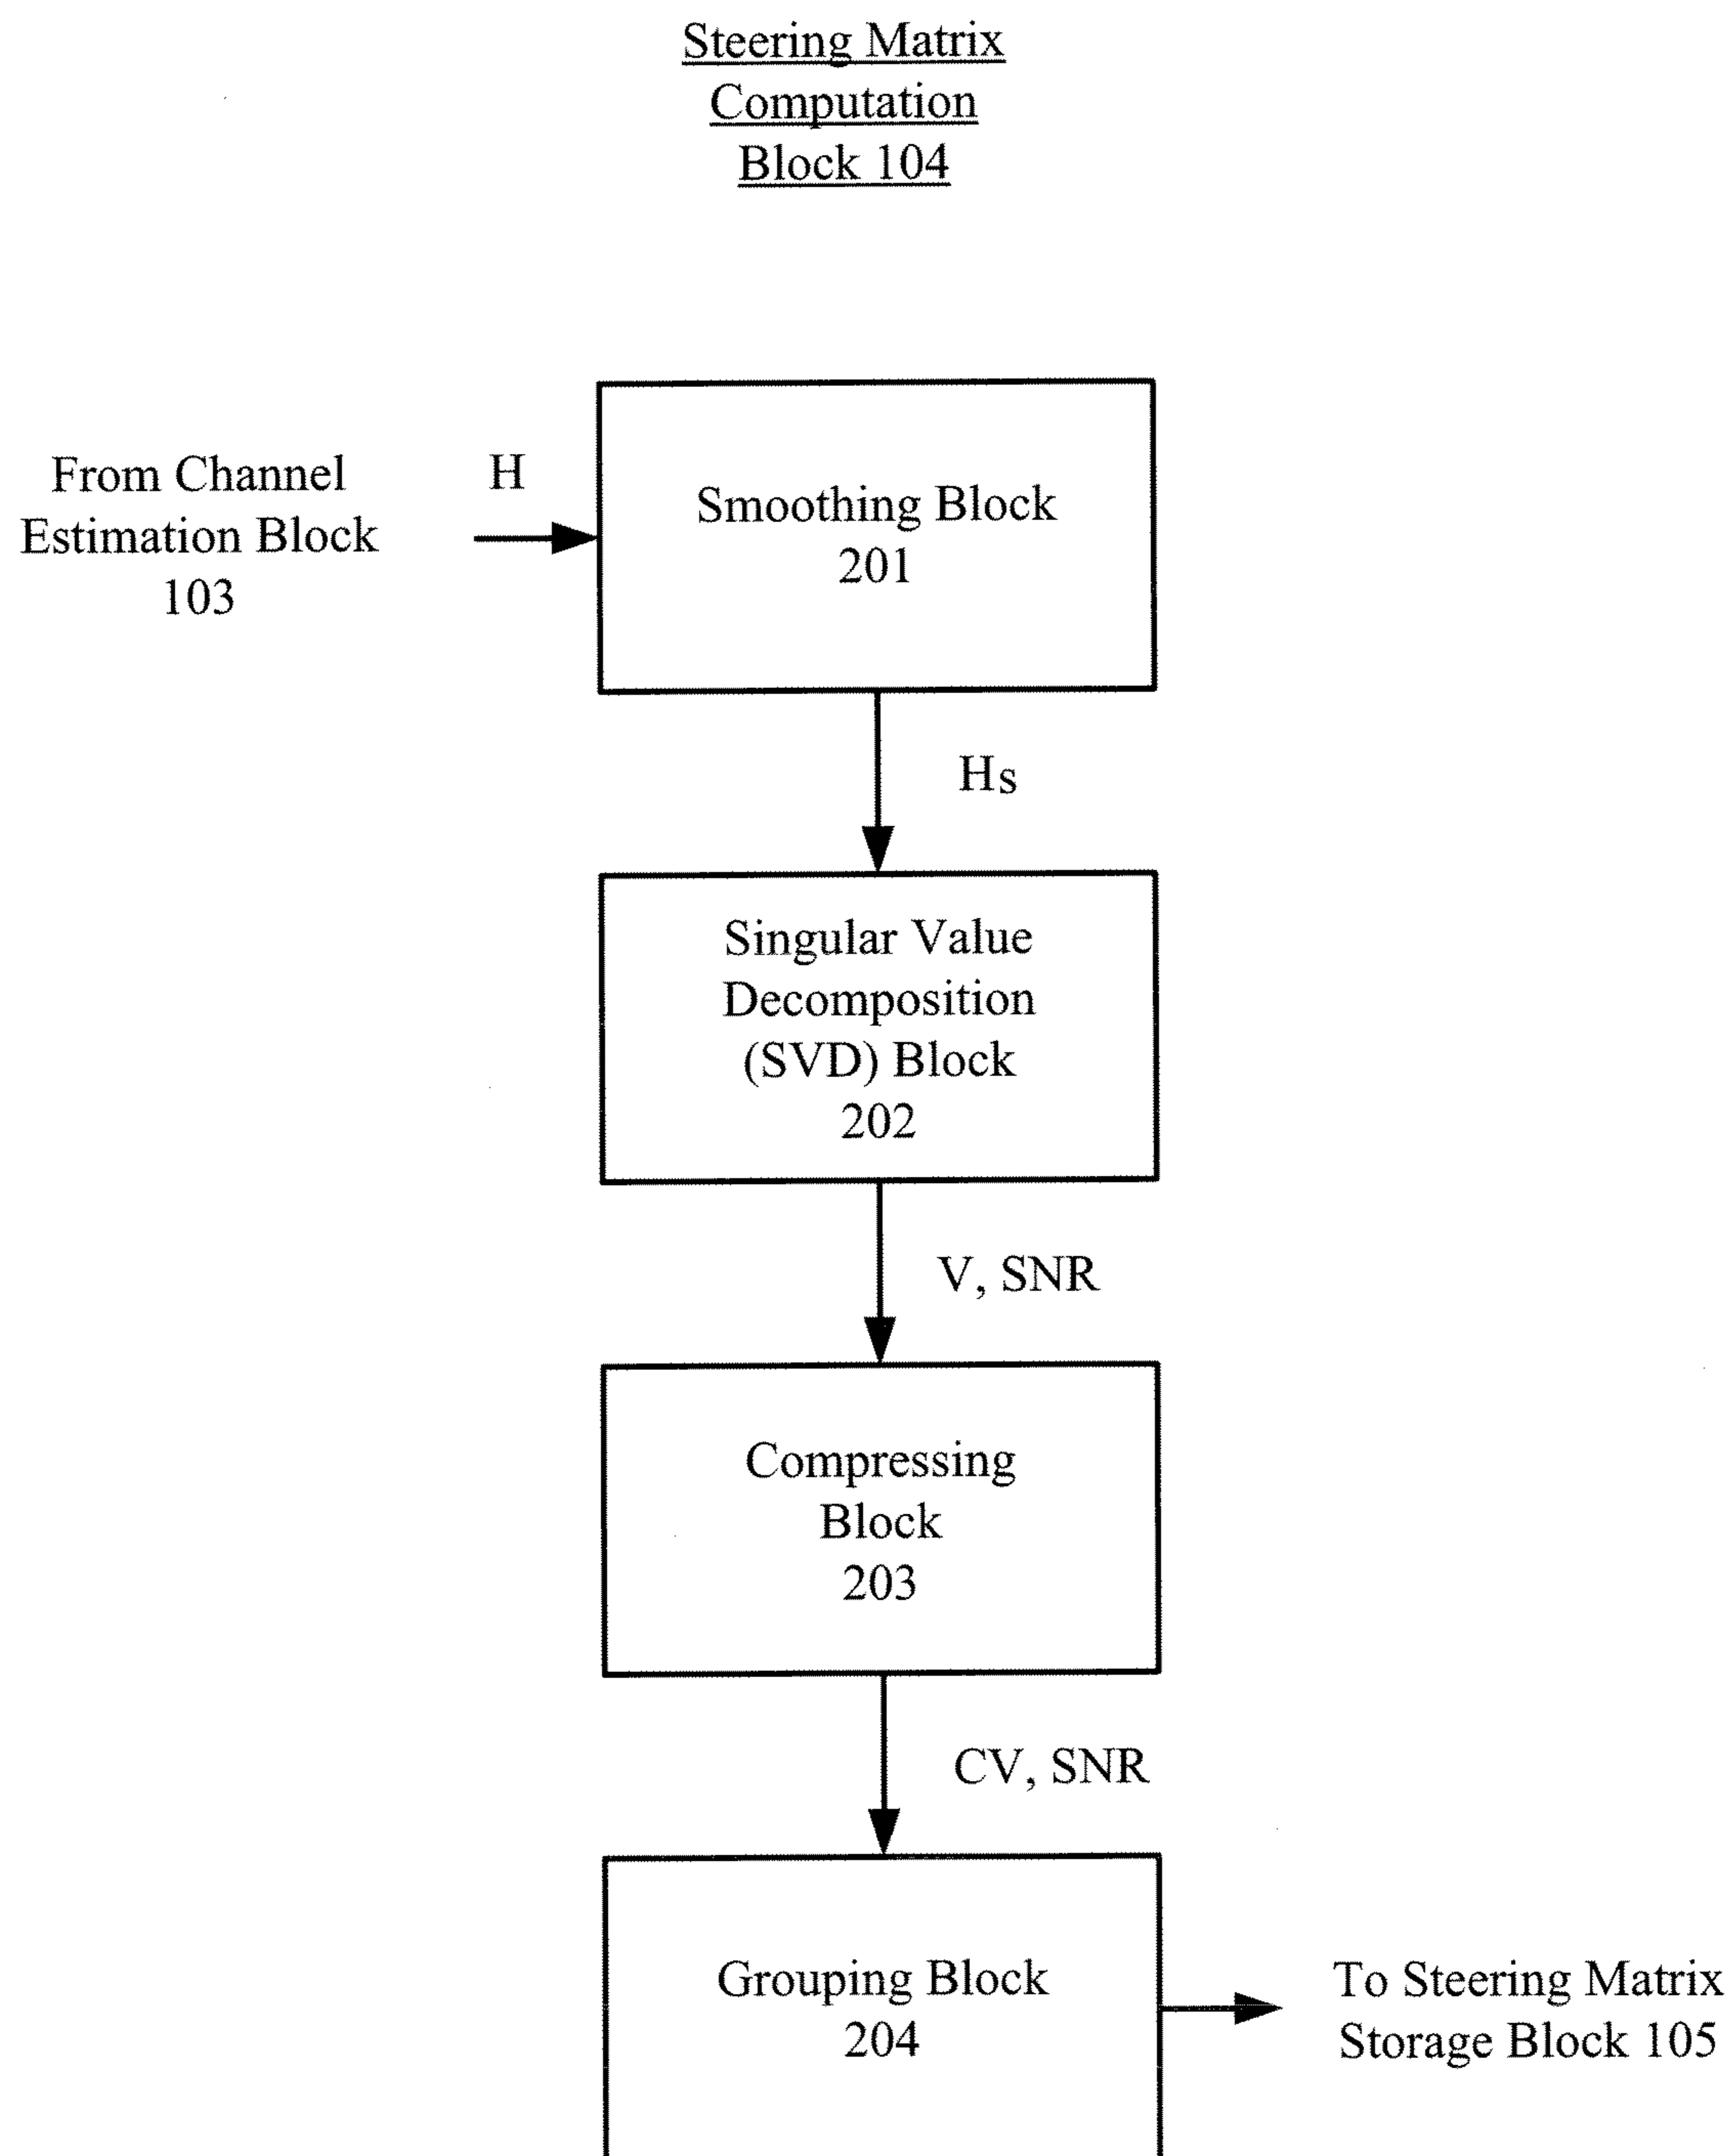 Steering Matrix
Computation
Block 104
From Channel
Estimation Block
103
H
Smoothing Block
201
Hs
Singular Value
Decomposition
(SVD) Block
202
V, SNR
Compressing
Block
203
CV, SNR
Grouping Block
204
To Steering Matrix
Storage Block 105